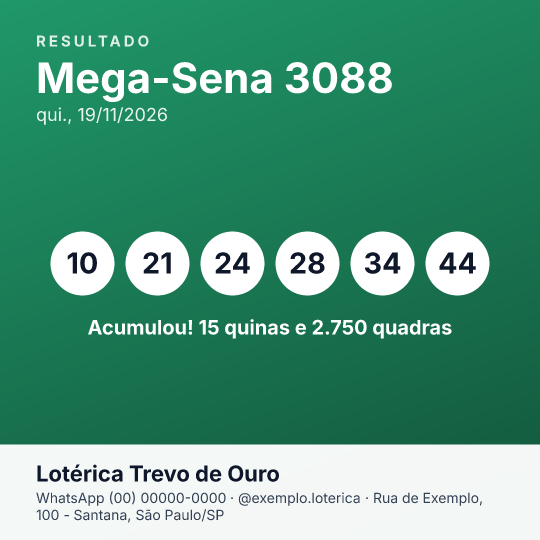 RESULTADO
Mega-Sena 3088
qui., 19/11/2026
10 21 24 28 34 44
Acumulou! 15 quinas e 2.750 quadras
Lotérica Trevo de Ouro
WhatsApp (00) 00000-0000 · @exemplo.loterica · Rua de Exemplo,
100 - Santana, São Paulo/SP